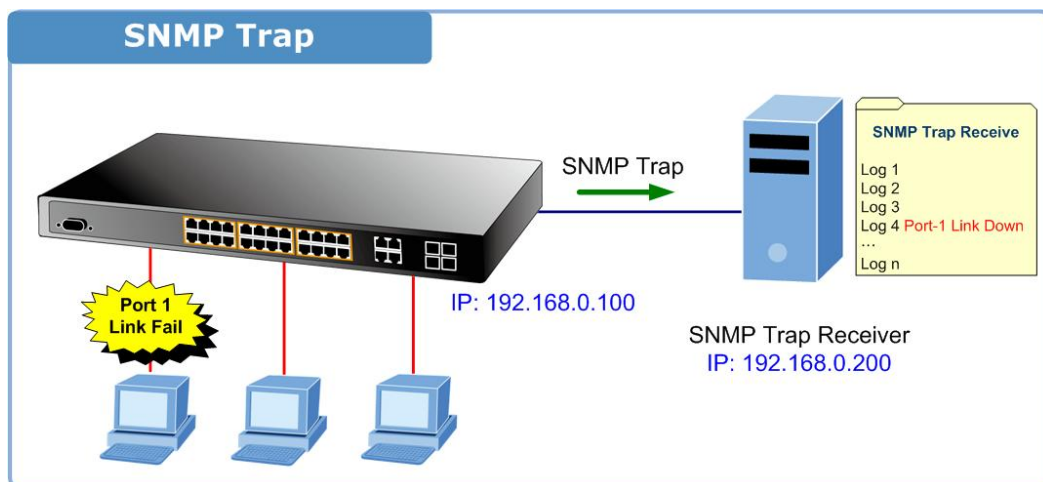 SNMP Trap
SNMP Trap
SNMP Trap Receive
Log 1
Log 2
Log 3
Log 4 Port-1 Link Down
...
Log n
Port 1
Link Fail
IP: 192.168.0.100
SNMP Trap Receiver
IP: 192.168.0.200